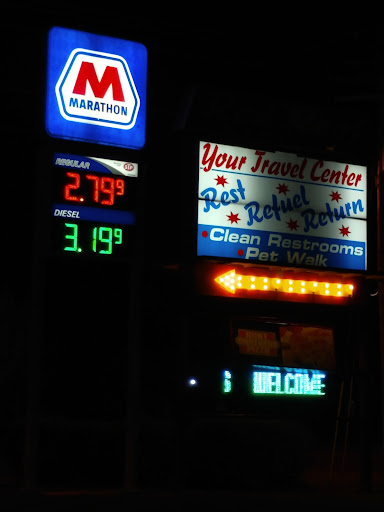 M
MARATHON
REGULAR
STP
2.79 9
DIESEL
3.19 9
Your Travel Center
Rest
Refuel
Return
•Clean Restrooms
•Pet Walk
WELCOME